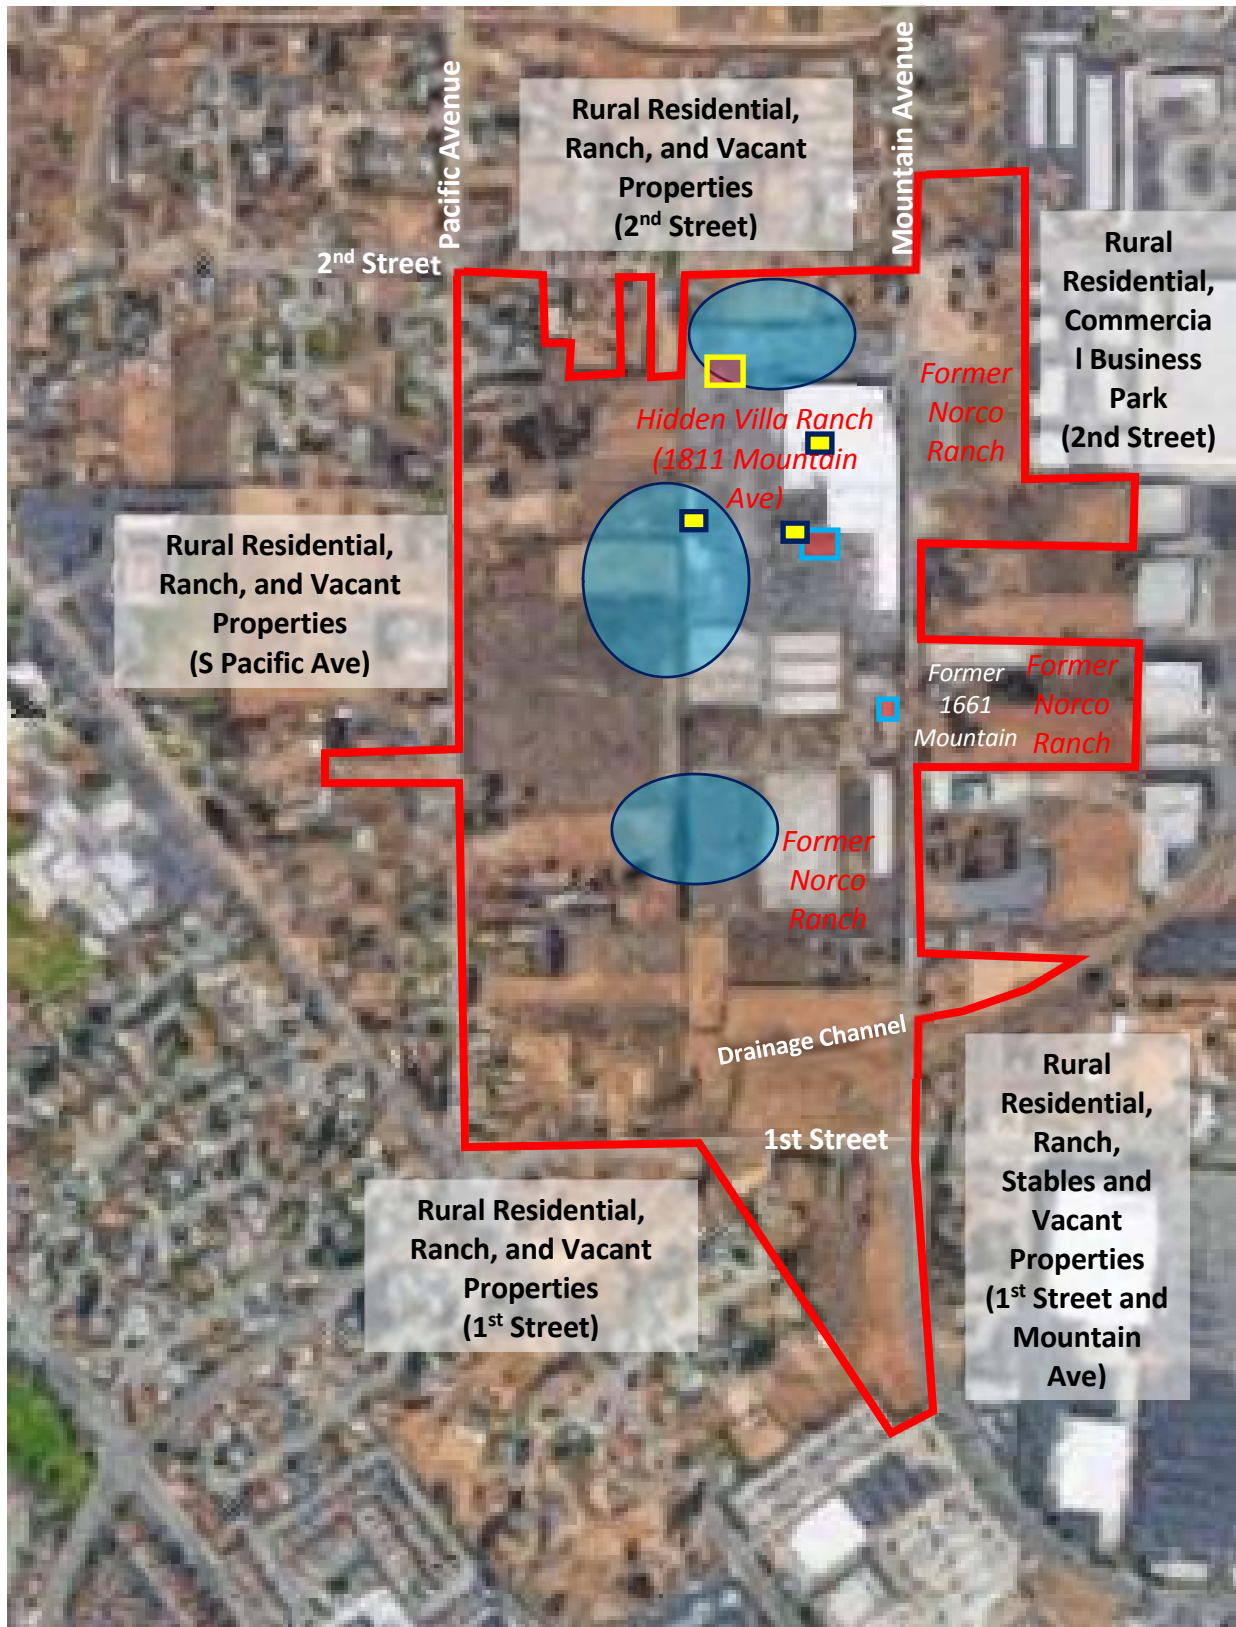 Pacific Avenue
Mountain Avenue
Rural Residential,
Ranch, and Vacant
Properties
(2nd Street)
2nd Street
Rural
Residential,
Commercia
l Business
Park
(2nd Street)
Former
Norco
Ranch
Hidden Villa Ranch
(1811 Mountain
Ave)
Rural Residential,
Ranch, and Vacant
Properties
(S Pacific Ave)
Former
1661
Mountain
Former
Norco
Ranch
Former
Norco
Ranch
Drainage Channel
1st Street
Rural
Residential,
Ranch,
Stables and
Vacant
Properties
(1st Street and
Mountain
Ave)
Rural Residential,
Ranch, and Vacant
Properties
(1st Street)